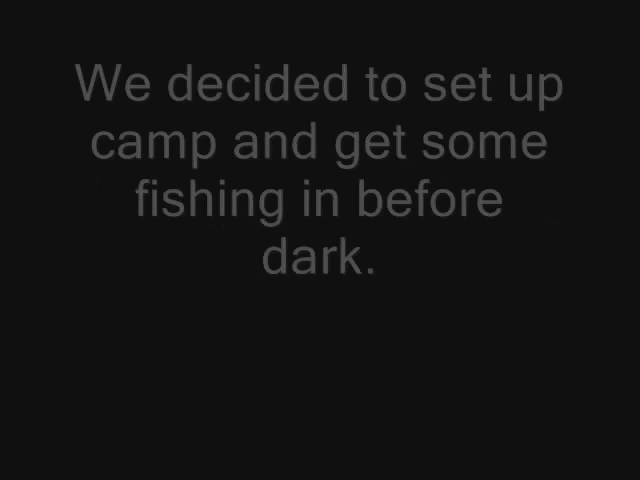 We decided to set up
camp and get some
fishing in before
dark.